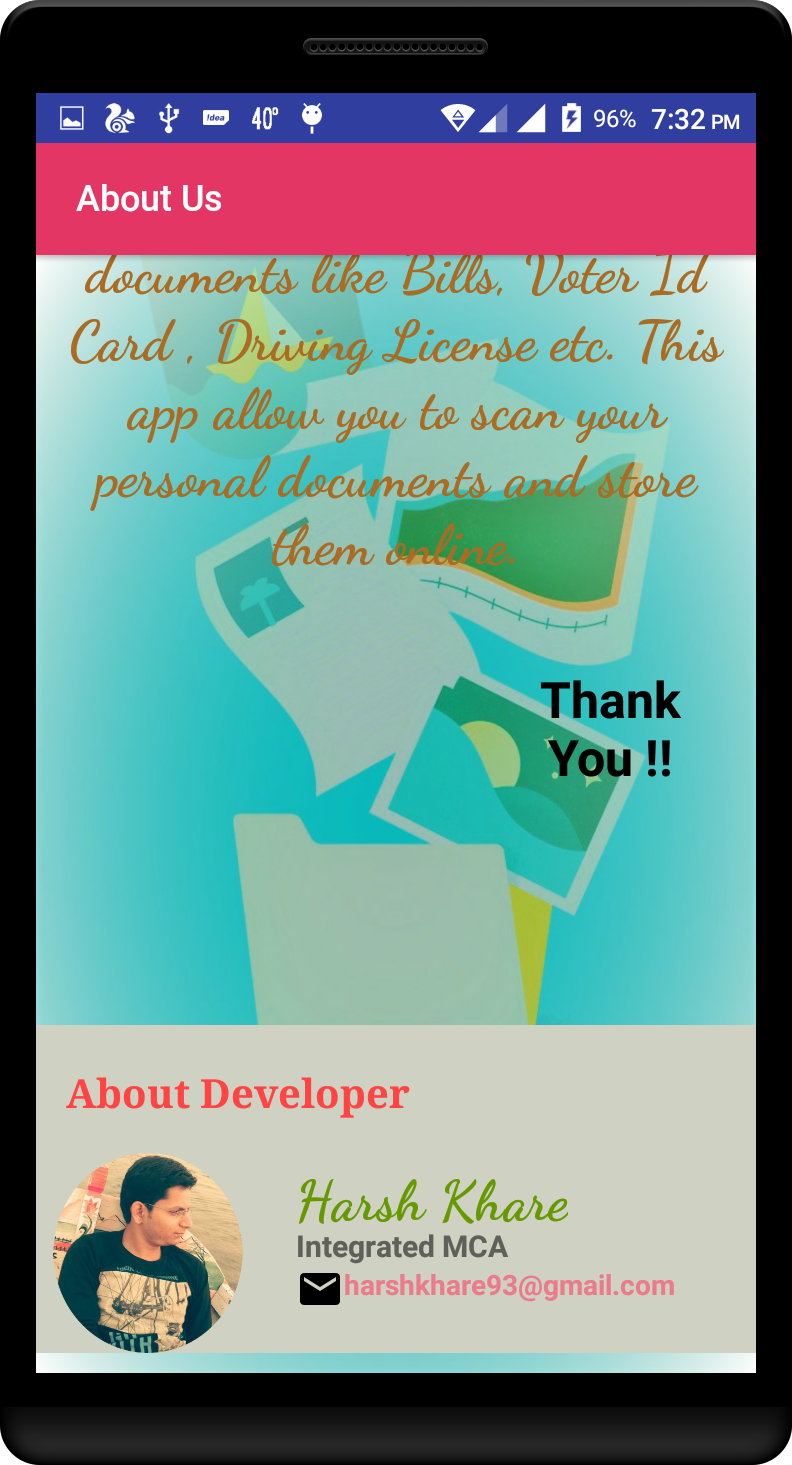 !dea 40° 96% 7:32 PM
About Us
documents like Bills, Voter Id
Card , Driving License etc. This
app allow you to scan your
personal documents and store
them online.
Thank
You !!
About Developer
Harsh Khare
Integrated MCA
harshkhare93@gmail.com